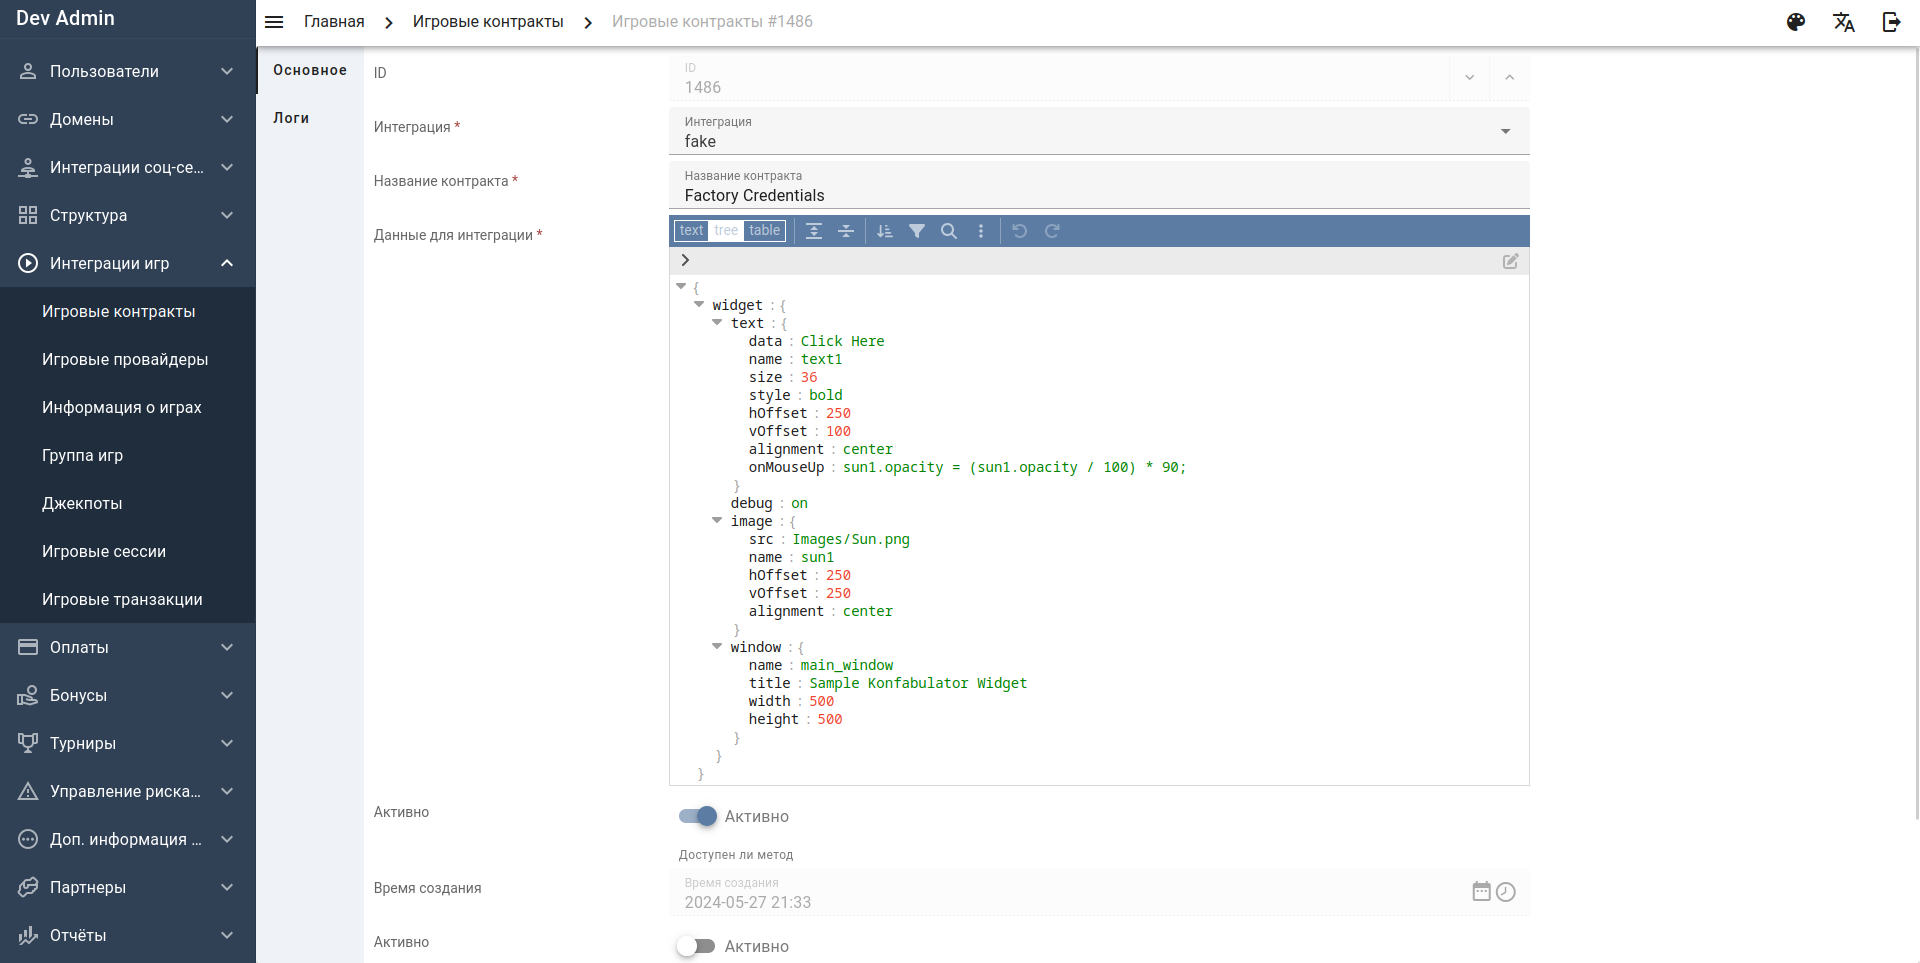 Dev Admin
Главная
Игровые контракты
Игровые контракты #1486
Пользователи
Домены
Интеграции соц-се…
Структура
Интеграции игр
Игровые контракты
Игровые провайдеры
Информация о играх
Группа игр
Джекпоты
Игровые сессии
Игровые транзакции
Оплаты
Бонусы
Турниры
Управление риска…
Доп. информация …
Партнеры
Отчёты
Основное
Логи
ID
ID
1486
Интеграция *
Интеграция
fake
Название контракта *
Название контракта
Factory Credentials
Данные для интеграции *
text tree table
{
widget : {
text : {
data : Click Here
name : text1
size : 36
style : bold
hOffset : 250
vOffset : 100
alignment : center
onMouseUp : sun1.opacity = (sun1.opacity / 100) * 90;
}
debug : on
image : {
src : Images/Sun.png
name : sun1
hOffset : 250
vOffset : 250
alignment : center
}
window : {
name : main_window
title : Sample Konfabulator Widget
width : 500
height : 500
}
}
}
Активно
Активно
Доступен ли метод
Время создания
Время создания
2024-05-27 21:33
Активно
Активно